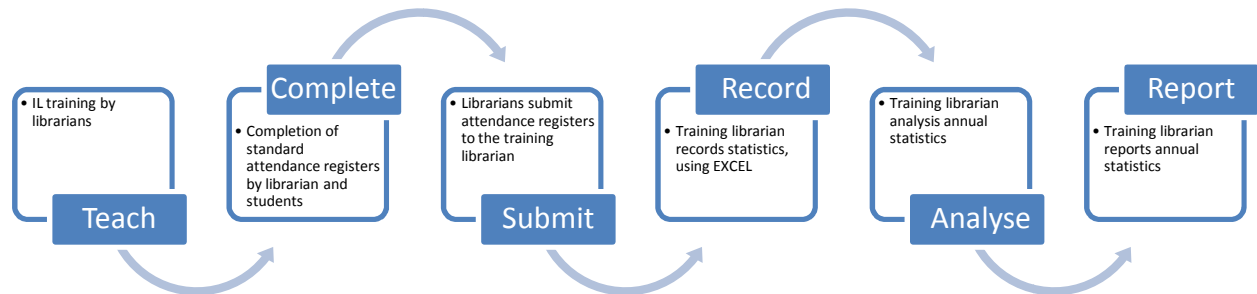 • IL training by
librarians
Teach
Complete
• Completion of
standard
attendance registers
by librarian and
students
• Librarians submit
attendance registers
to the training
librarian
Submit
Record
• Training librarian
records statistics,
using EXCEL
• Training librarian
analysis annual
statistics
Analyse
Report
• Training librarian
reports annual
statistics